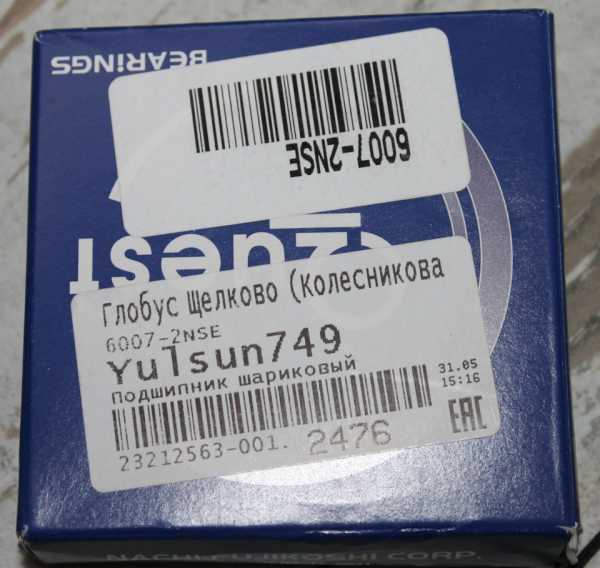 BEARiNGS
6007-2NSE
Quest
Глобус Щелково (Колесникова
6007-2NSE
Yulsun749
Подшипник шариковый
31.05
15:16
23212563-001.
2476
EAC
NACHI-FUJIKOSHI CORP.